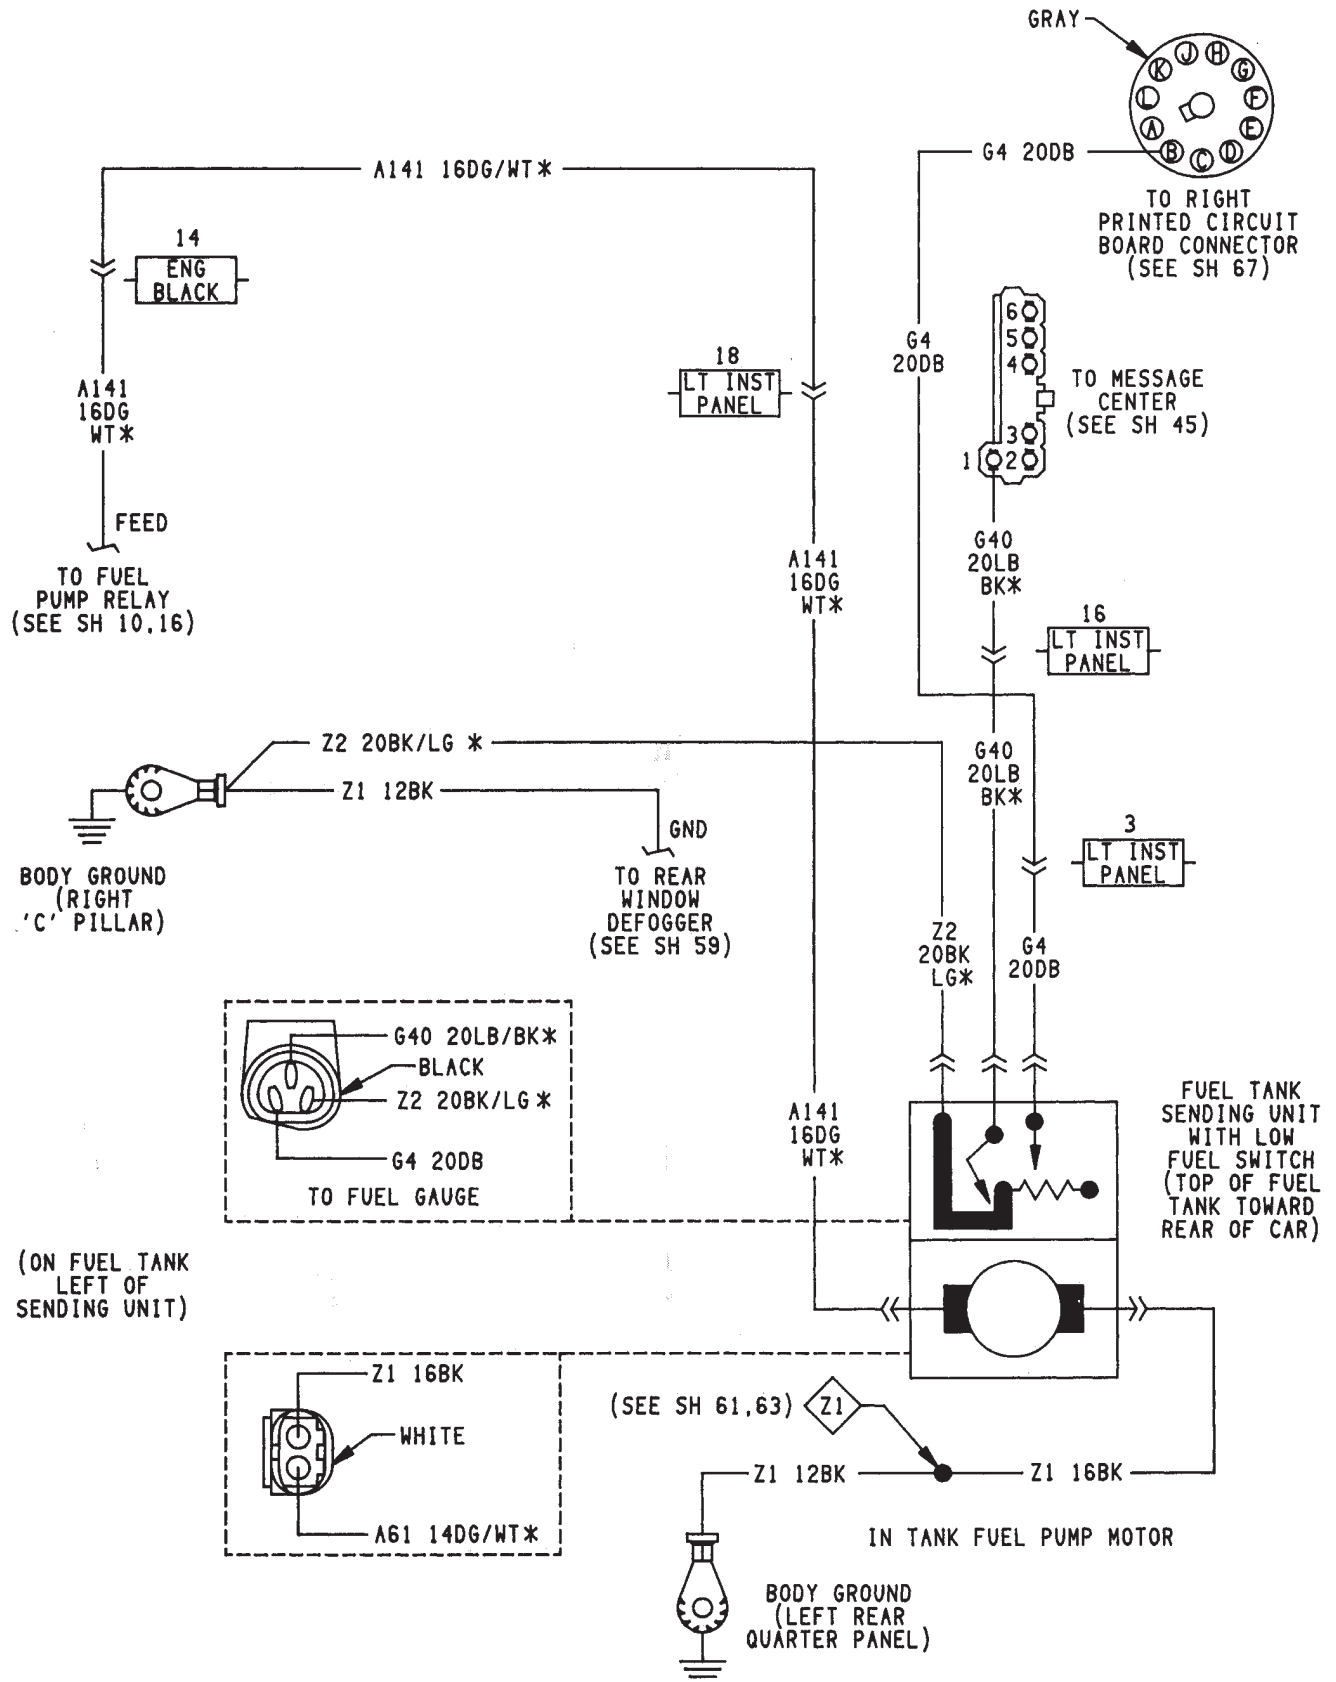 GRAY
K
J
H
G
F
E
D
C
B
A
L
G4 20DB
A141 16DG/WT*
TO RIGHT
PRINTED CIRCUIT
BOARD CONNECTOR
(SEE SH 67)
14
ENG
BLACK
6
5
4
3
1
2
G4
20DB
18
LT INST
PANEL
TO MESSAGE
CENTER
(SEE SH 45)
A141
16DG
WT*
FEED
TO FUEL
PUMP RELAY
(SEE SH 10,16)
A141
16DG
WT*
G40
20LB
BK*
16
LT INST
PANEL
Z2 20BK/LG *
Z1 12BK
G40
20LB
BK*
GND
3
LT INST
PANEL
BODY GROUND
(RIGHT
'C' PILLAR)
TO REAR
WINDOW
DEFOGGER
(SEE SH 59)
Z2
20BK
LG*
G4
20DB
G40 20LB/BK*
BLACK
Z2 20BK/LG *
G4 20DB
TO FUEL GAUGE
A141
16DG
WT*
FUEL TANK
SENDING UNIT
WITH LOW
FUEL SWITCH
(TOP OF FUEL
TANK TOWARD
REAR OF CAR)
(ON FUEL TANK
LEFT OF
SENDING UNIT)
Z1 16BK
WHITE
A61 14DG/WT*
(SEE SH 61,63)
Z1
Z1 12BK
Z1 16BK
IN TANK FUEL PUMP MOTOR
BODY GROUND
(LEFT REAR
QUARTER PANEL)